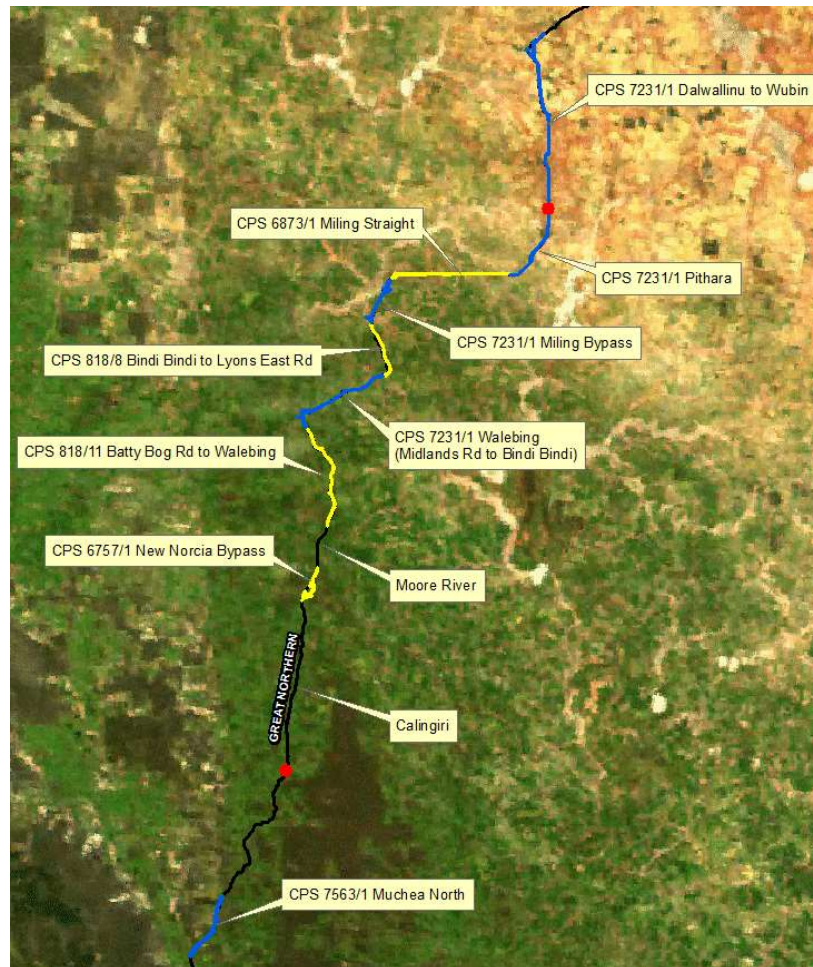 CPS 7231/1 Dalwallinu to Wubin
CPS 6873/1 Miling Straight
CPS 7231/1 Pithara
CPS 7231/1 Miling Bypass
CPS 818/8 Bindi Bindi to Lyons East Rd
CPS 7231/1 Walebing
(Midlands Rd to Bindi Bindi)
CPS 818/11 Batty Bog Rd to Walebing
CPS 6757/1 New Norcia Bypass
Moore River
GREAT NORTHERN
Calingiri
CPS 7563/1 Muchea North